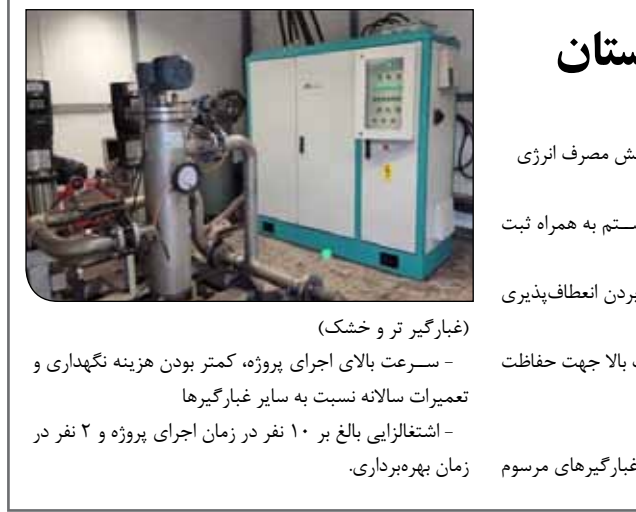 ستان
ش مصرف انرژی
ســتم به همراه ثبت
بردن انعطاف‌پذیری
بالا جهت حفاظت
غبارگیرهای مرسوم
(غبارگیر تر و خشک)
- ســرعت بالای اجرای پروژه، کمتر بودن هزینه نگهداری و
تعمیرات سالانه نسبت به سایر غبارگیرها
- اشتغالزایی بالغ بر ۱۰ نفر در زمان اجرای پروژه و ۲ نفر در
زمان بهره‌برداری.